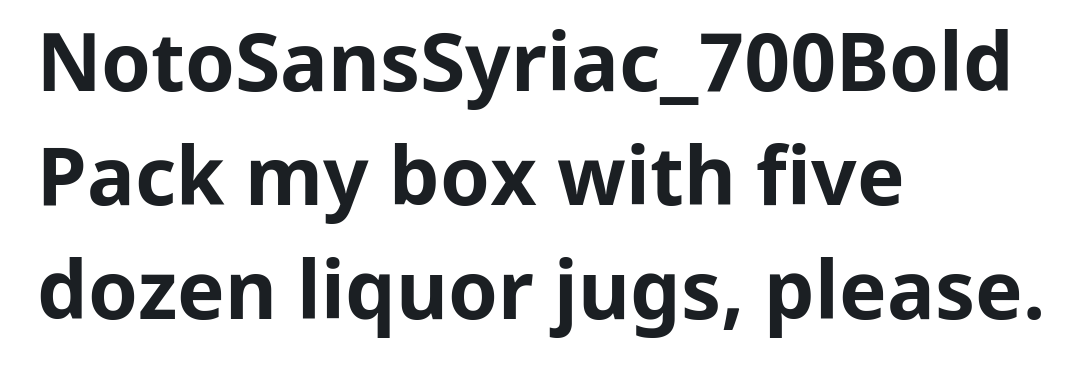 NotoSansSyriac_700Bold
Pack my box with five
dozen liquor jugs, please.